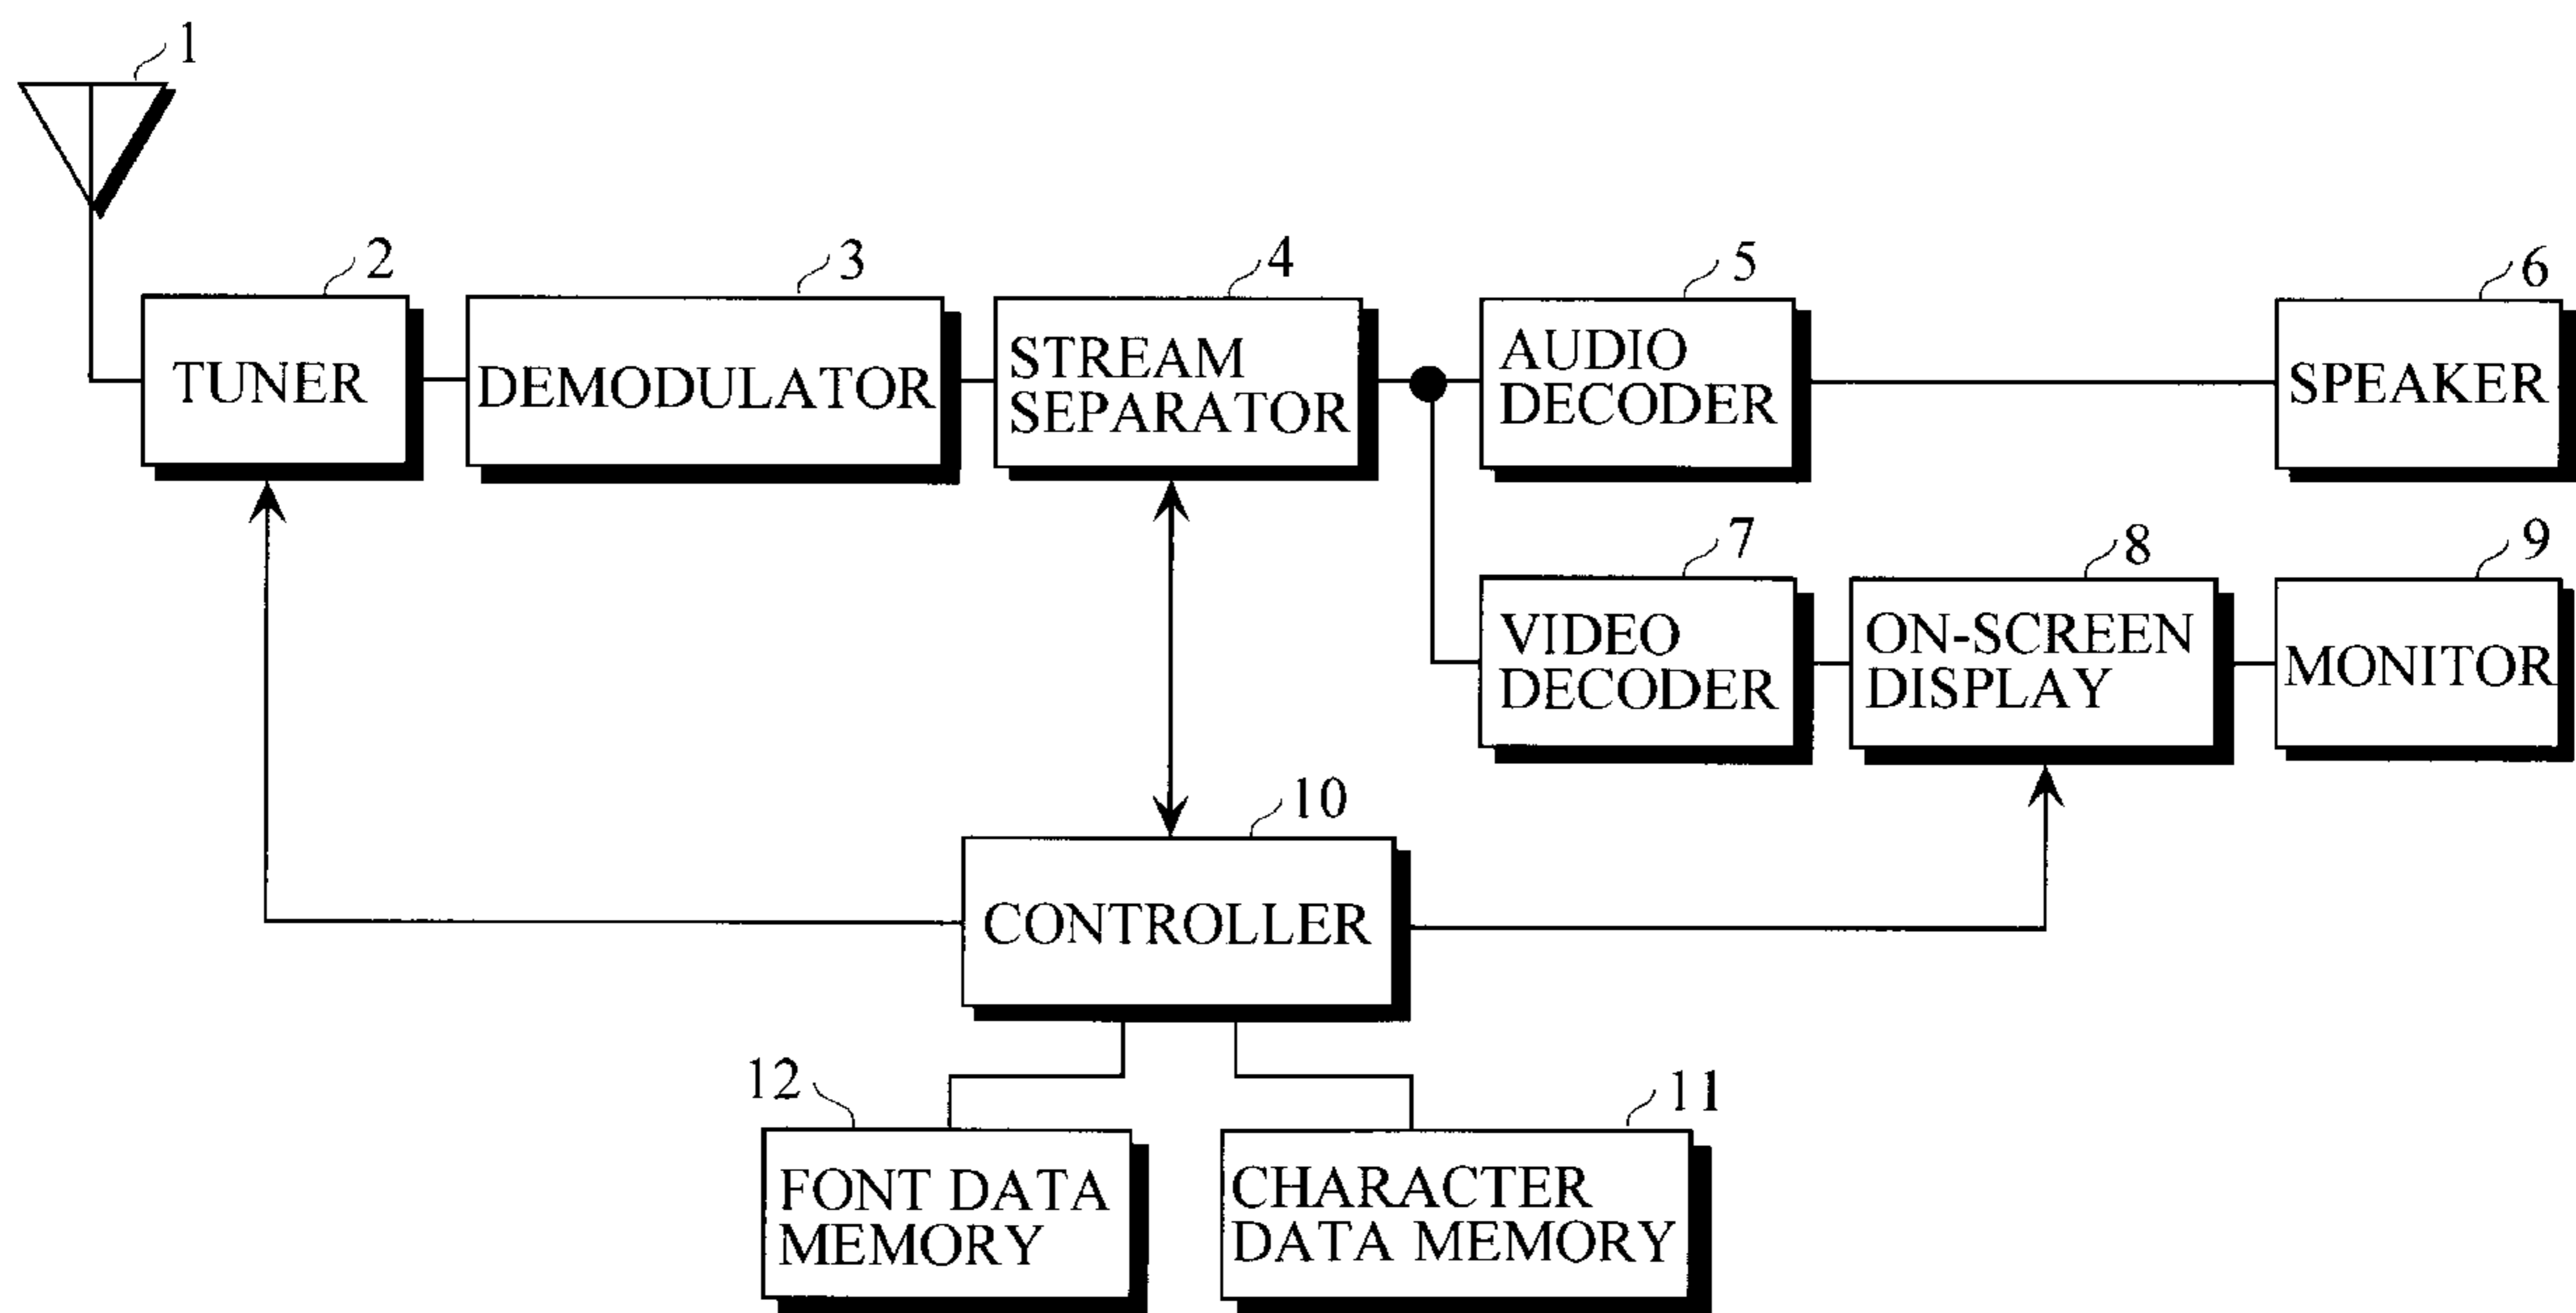 1
2
3
4
5
6
TUNER
DEMODULATOR
STREAM
SEPARATOR
AUDIO
DECODER
SPEAKER
7
8
9
VIDEO
DECODER
ON-SCREEN
DISPLAY
MONITOR
10
CONTROLLER
12
11
FONT DATA
MEMORY
CHARACTER
DATA MEMORY